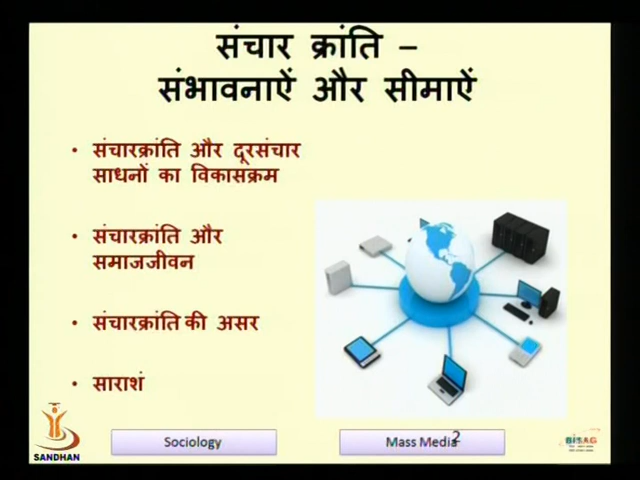 संचार क्रांति –
संभावनाऐं और सीमाऐं
• संचारक्रांति और दूरसंचार
साधनों का विकासक्रम
• संचारक्रांति और
समाजजीवन
• संचारक्रांति की असर
• साराशं
SANDHAN
Sociology
Mass Media
2
BISAG